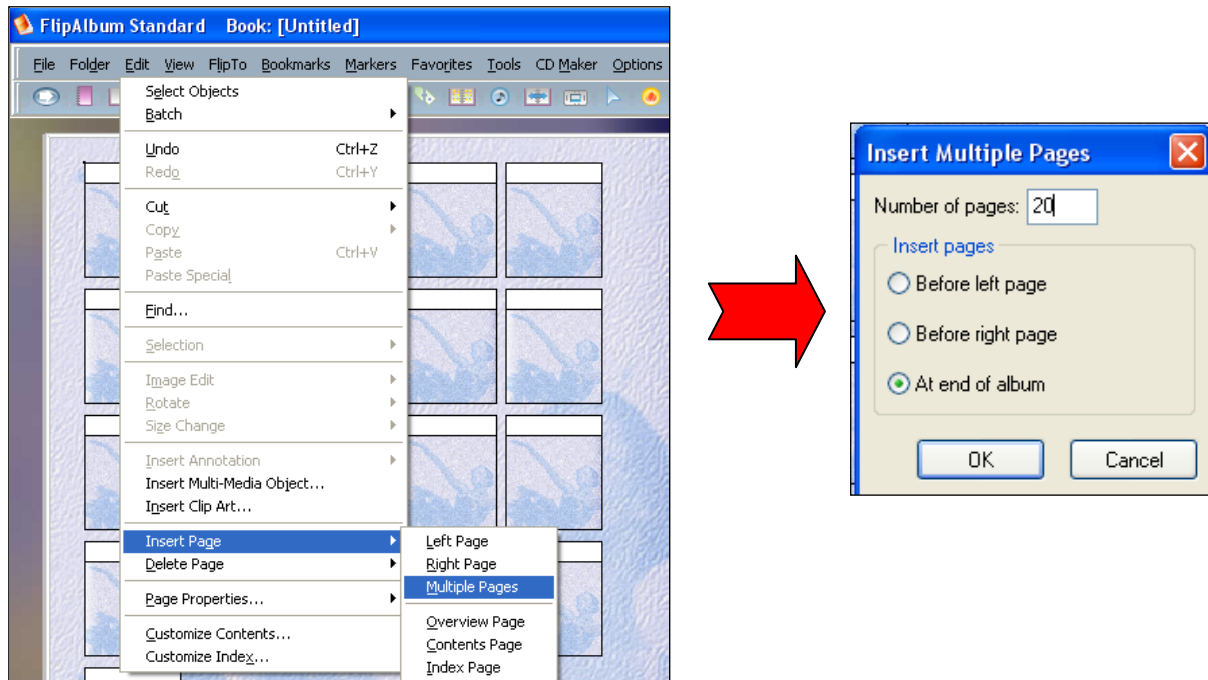 FlipAlbum Standard Book: [Untitled]
File Folder Edit View FlipTo Bookmarks Markers Favorites Tools CD Maker Options
Select Objects
Batch
Undo Ctrl+Z
Redo Ctrl+Y
Cut
Copy
Paste Ctrl+V
Paste Special
Find...
Selection
Image Edit
Rotate
Size Change
Insert Annotation
Insert Multi-Media Object...
Insert Clip Art...
Insert Page
Delete Page
Page Properties...
Customize Contents...
Customize Index...
Left Page
Right Page
Multiple Pages
Overview Page
Contents Page
Index Page
Insert Multiple Pages
Number of pages: 20
Insert pages
Before left page
Before right page
At end of album
OK Cancel